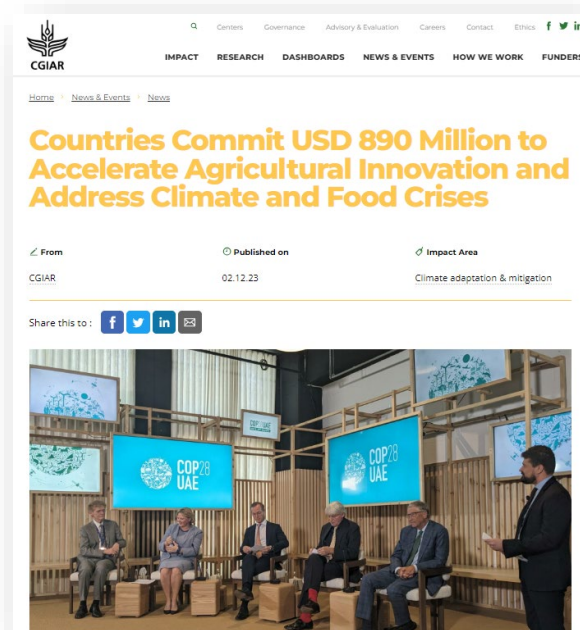 Centers Governance Advisory & Evaluation Careers Contact Ethics
CGIAR
IMPACT RESEARCH DASHBOARDS NEWS & EVENTS HOW WE WORK FUNDERS
Home News & Events News
Countries Commit USD 890 Million to
Accelerate Agricultural Innovation and
Address Climate and Food Crises
From Published on Impact Area
CGIAR 02.12.23 Climate adaptation & mitigation
Share this to :
COP28
UAE
COP28
UAE